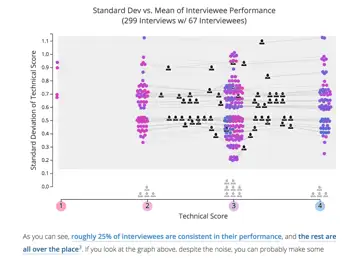 Standard Dev vs. Mean of Interviewee Performance
(299 Interviews w/ 67 Interviewees)
Standard Deviation of Technical Score
1.1
1.0
0.9
0.8
0.7
0.6
0.5
0.4
0.3
0.2
0.1
0.0
1 2 3 4
Technical Score
As you can see, roughly 25% of interviewees are consistent in their performance, and the rest are
all over the place³. If you look at the graph above, despite the noise, you can probably make some